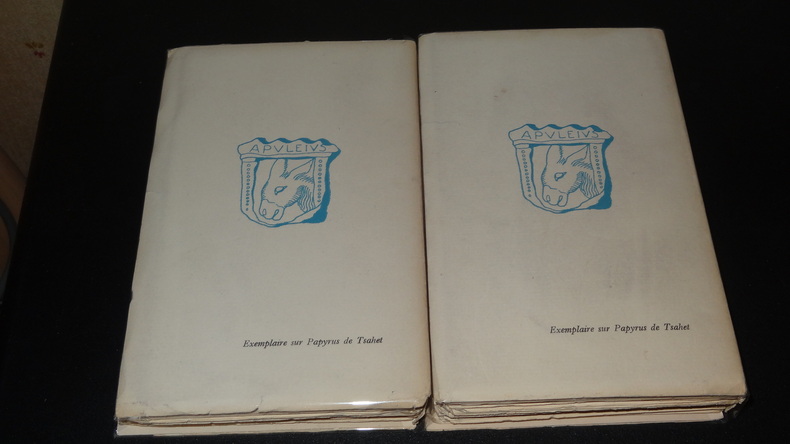 APVLEIVS
Exemplaire sur Papyrus de Tsahet
APVLEIVS
Exemplaire sur Papyrus de Tsahet